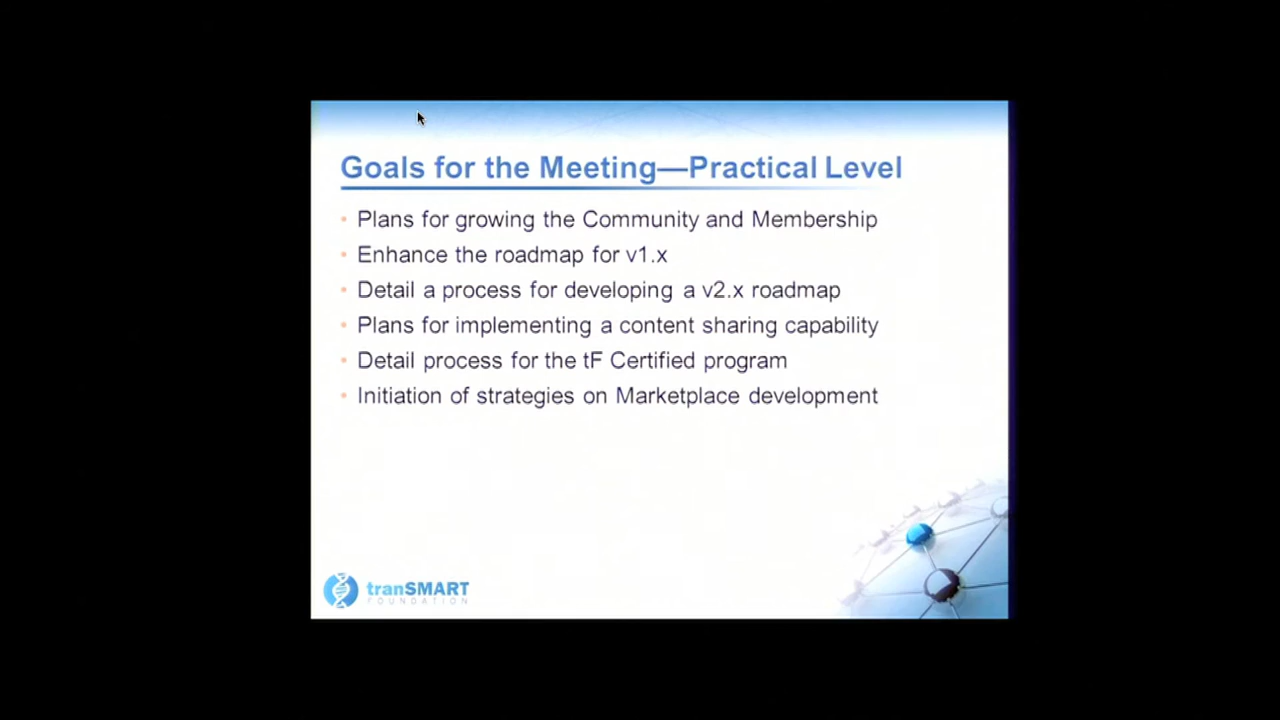 Goals for the Meeting—Practical Level
• Plans for growing the Community and Membership
• Enhance the roadmap for v1.x
• Detail a process for developing a v2.x roadmap
• Plans for implementing a content sharing capability
• Detail process for the tF Certified program
• Initiation of strategies on Marketplace development
tranSMART
FOUNDATION